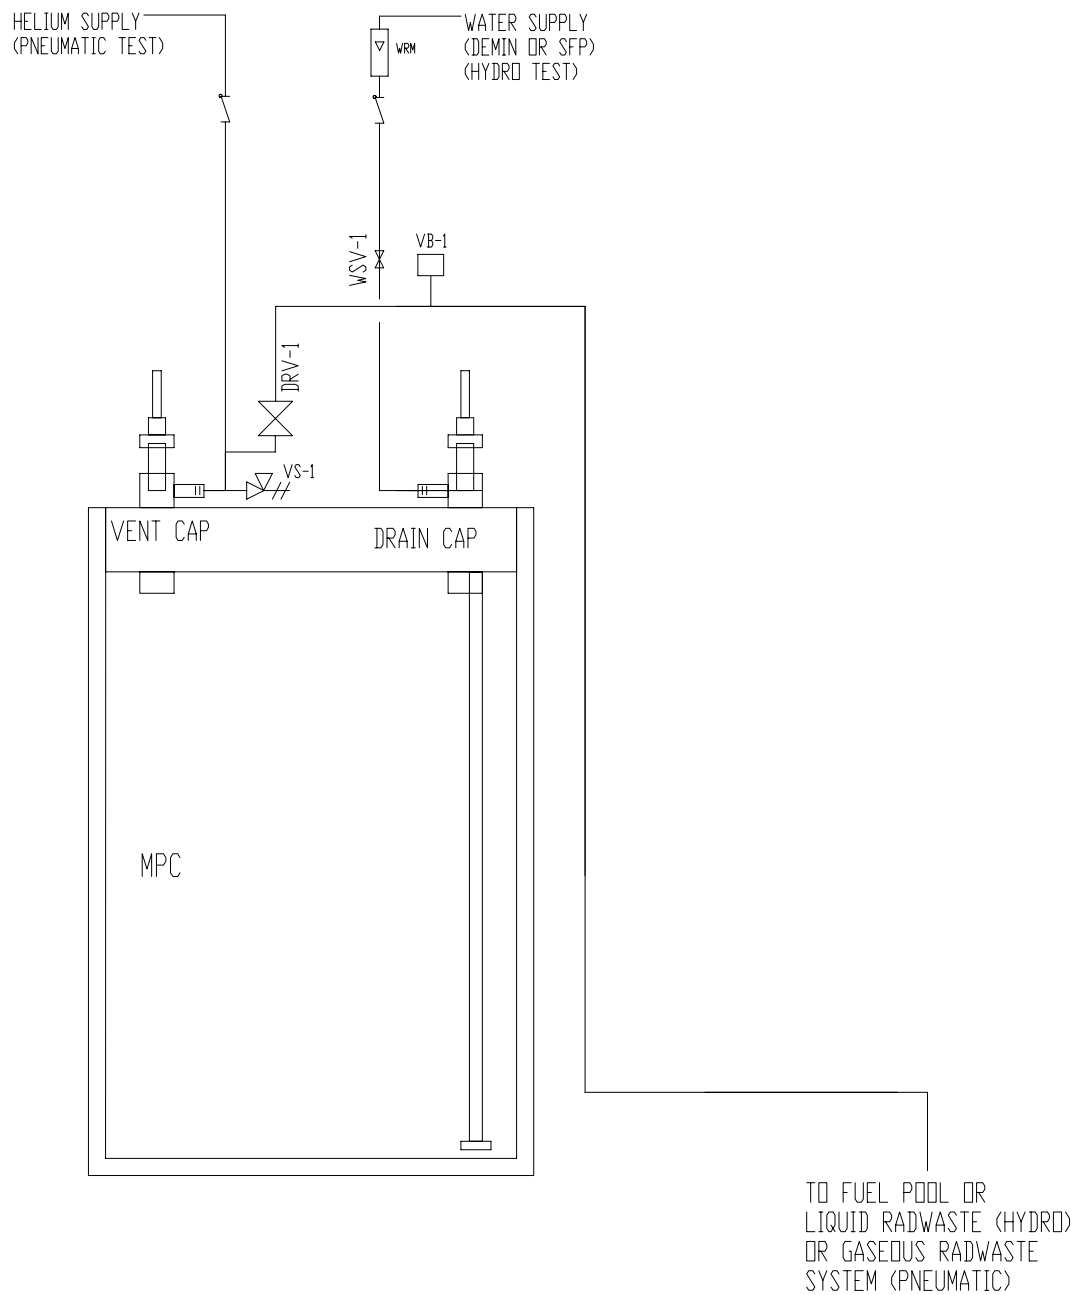 HELIUM SUPPLY
(PNEUMATIC TEST)
WATER SUPPLY
(DEMIN OR SFP)
(HYDRO TEST)
WRM
WSV-1
VB-1
DRV-1
VS-1
VENT CAP
DRAIN CAP
MPC
TO FUEL POOL OR
LIQUID RADWASTE (HYDRO)
OR GASEOUS RADWASTE
SYSTEM (PNEUMATIC)